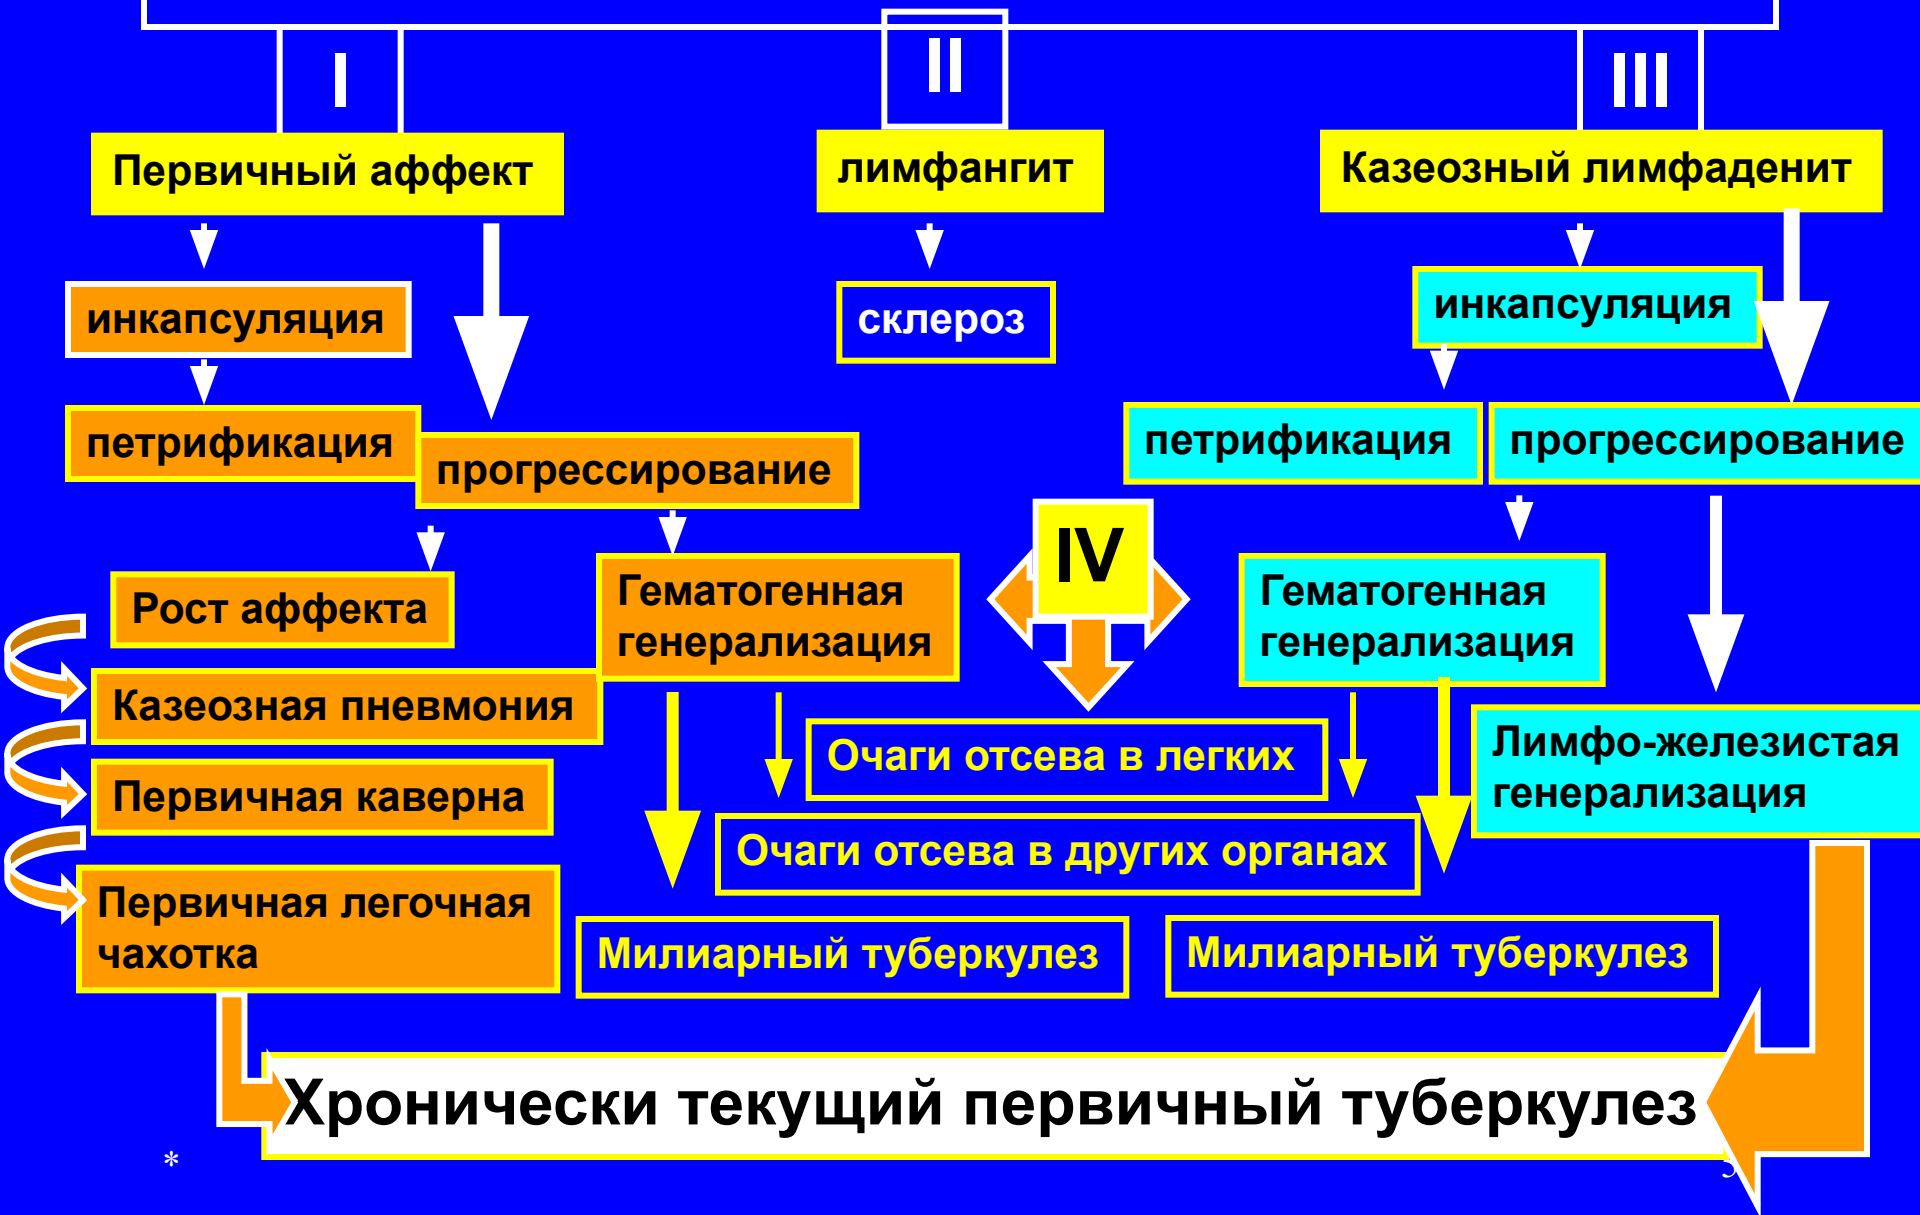 I
II
III
Первичный аффект
лимфангит
Казеозный лимфаденит
инкапсуляция
склероз
инкапсуляция
петрификация
прогрессирование
петрификация
прогрессирование
IV
Рост аффекта
Гематогенная
генерализация
Гематогенная
генерализация
Казеозная пневмония
Очаги отсева в легких
Лимфо-железистая
генерализация
Первичная каверна
Очаги отсева в других органах
Первичная легочная
чахотка
Милиарный туберкулез
Милиарный туберкулез
Хронически текущий первичный туберкулез
*